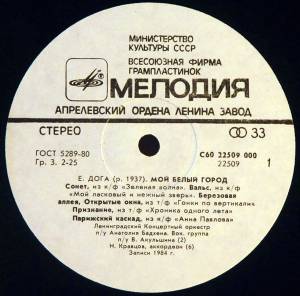 МИНИСТЕРСТВО
КУЛЬТУРЫ СССР
ВСЕСОЮЗНАЯ ФИРМА
ГРАМПЛАСТИНОК
МЕЛОДИЯ
АПРЕЛЕВСКИЙ ОРДЕНА ЛЕНИНА ЗАВОД
СТЕРЕО 33
ГОСТ 5289-80 С60 22509 000
Гр. 3. 2-25 22509 1
Е. ДОГА (р. 1937). МОЙ БЕЛЫЙ ГОРОД
Сонет, из к/ф «Зеленая волна». Вальс, из к/ф
«Мой ласковый и нежный зверь». Березовая
аллея, Открытые окна, из т/ф «Гонки по вертикали».
Признание, из т/ф «Хроника одного лета»
Парижский каскад, из к/ф «Анна Павлова»
Ленинградский Концертный оркестр
п/у Анатолия Бадхена. Вок. группа
п/у В. Акульшина (2)
Н. Кравцов, аккордеон (6)
Записи 1984 г.